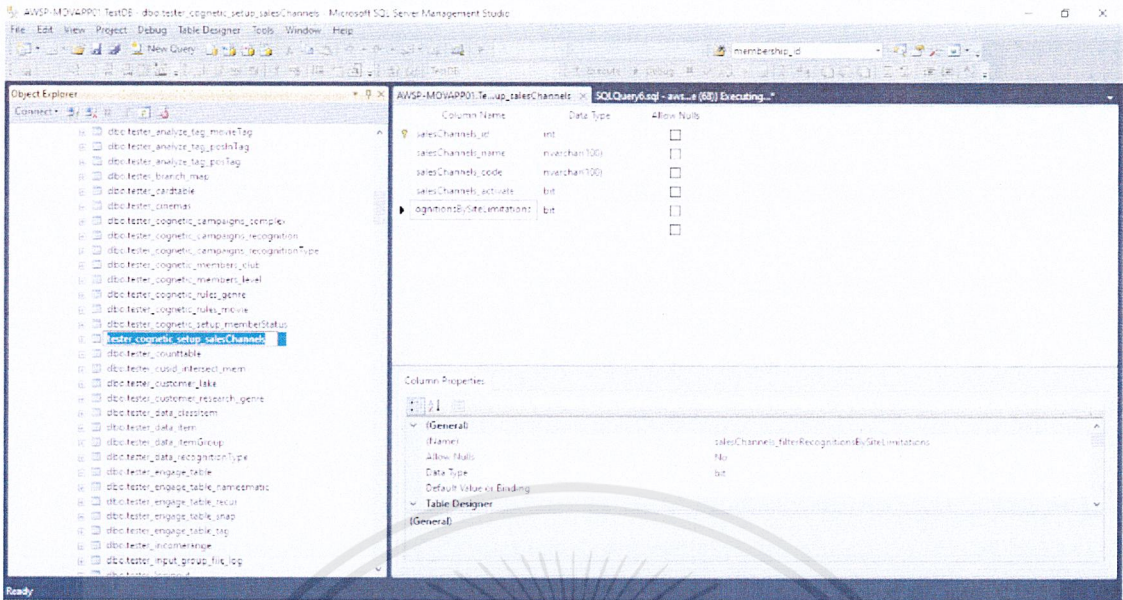 AWSP-MOVAPP01.TestDB - dbo.tester_cognetic_setup_salesChannels - Microsoft SQL Server Management Studio
File Edit View Project Debug Table Designer Tools Window Help
New Query
membership_id
TestDB
Execute Debug
Object Explorer
Connect
dbo.tester_analyze_tag_movieTag
dbo.tester_analyze_tag_posInTag
dbo.tester_analyze_tag_posTag
dbo.tester_branch_map
dbo.tester_cardtable
dbo.tester_cinemas
dbo.tester_cognetic_campaigns_complex
dbo.tester_cognetic_campaigns_recognition
dbo.tester_cognetic_campaigns_recognitionType
dbo.tester_cognetic_members_club
dbo.tester_cognetic_members_level
dbo.tester_cognetic_rules_genre
dbo.tester_cognetic_rules_movie
dbo.tester_cognetic_setup_memberStatus
tester_cognetic_setup_salesChannels
dbo.tester_counttable
dbo.tester_cusid_intersect_mem
dbo.tester_customer_lake
dbo.tester_customer_research_genre
dbo.tester_data_classItem
dbo.tester_data_item
dbo.tester_data_itemGroup
dbo.tester_data_recognitionType
dbo.tester_engage_table
dbo.tester_engage_table_namesmatic
dbo.tester_engage_table_recur
dbo.tester_engage_table_snap
dbo.tester_engage_table_tag
dbo.tester_incomerange
dbo.tester_input_group_file_log
AWSP-MOVAPP01.Te...up_salesChannels SQLQuery6.sql - aws...e (68)) Executing...*
Column Name Data Type Allow Nulls
salesChannels_id int
salesChannels_name nvarchar(100)
salesChannels_code nvarchar(100)
salesChannels_activate bit
ognitionsBySiteLimitations bit
Column Properties
(General)
(Name) salesChannels_filterRecognitionsBySiteLimitations
Allow Nulls No
Data Type bit
Default Value or Binding
Table Designer
(General)
Ready